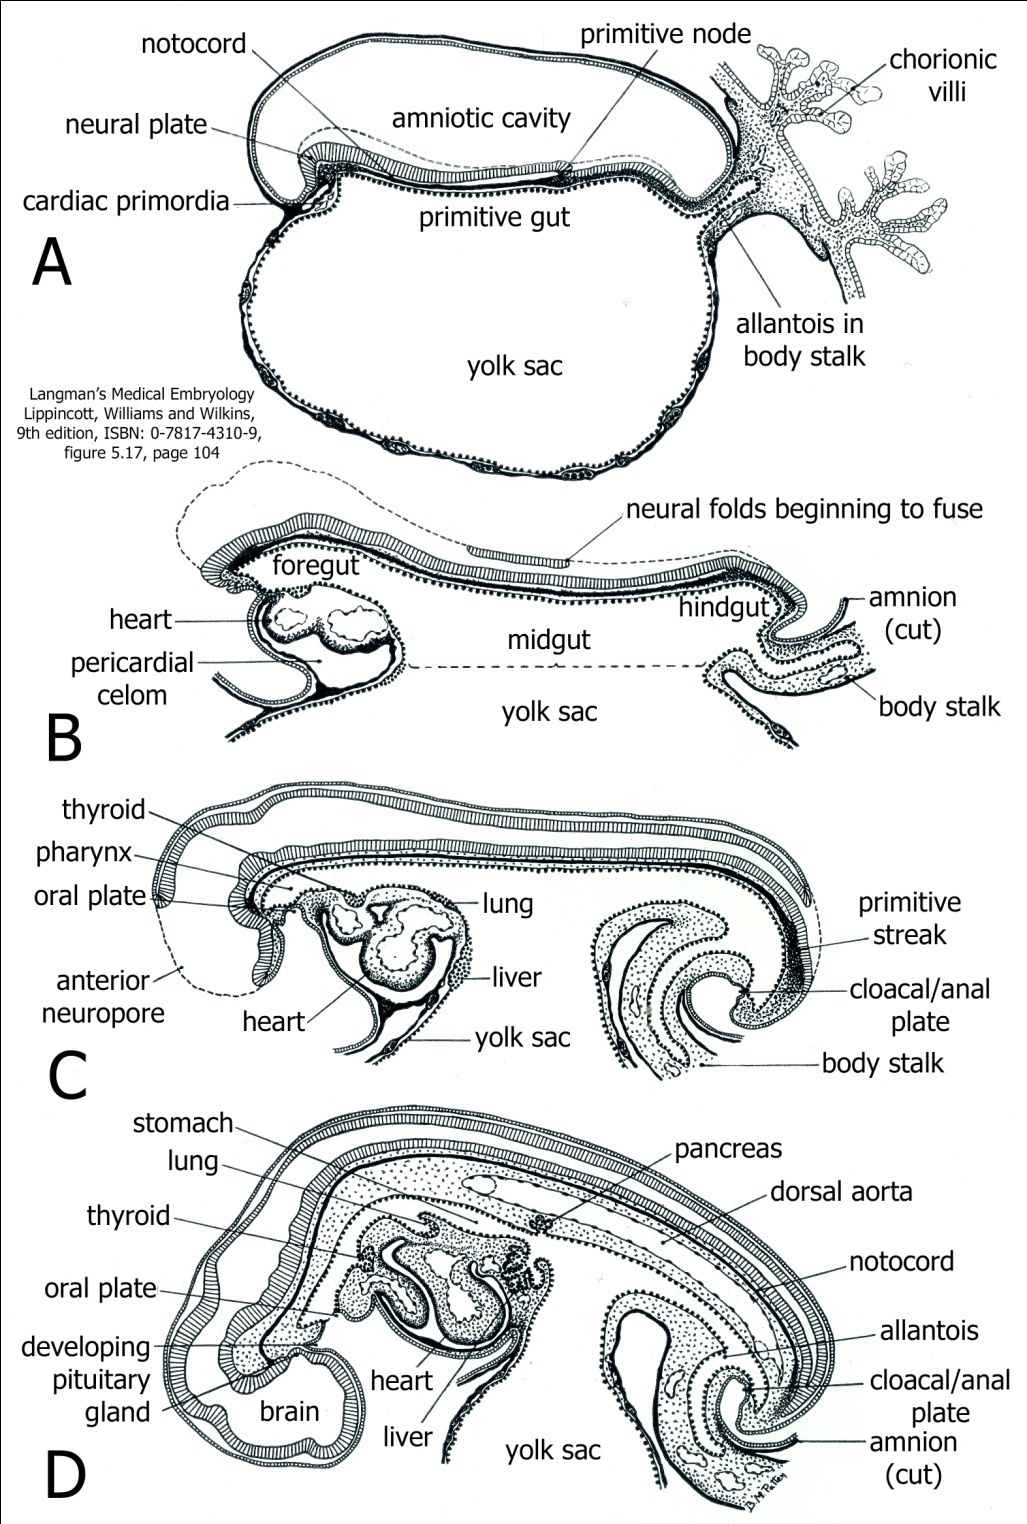 notocord
primitive node
chorionic
villi
neural plate
amniotic cavity
cardiac primordia
primitive gut
A
allantois in
body stalk
yolk sac
Langman's Medical Embryology
Lippincott, Williams and Wilkins,
9th edition, ISBN: 0-7817-4310-9,
figure 5.17, page 104
neural folds beginning to fuse
foregut
heart
hindgut
amnion
(cut)
midgut
pericardial
celom
yolk sac
body stalk
B
thyroid
pharynx
oral plate
lung
primitive
streak
anterior
neuropore
liver
cloacal/anal
plate
heart
yolk sac
body stalk
C
stomach
lung
pancreas
dorsal aorta
thyroid
notocord
oral plate
allantois
developing
pituitary
gland
heart
cloacal/anal
plate
brain
liver
yolk sac
amnion
(cut)
D
B M Patten